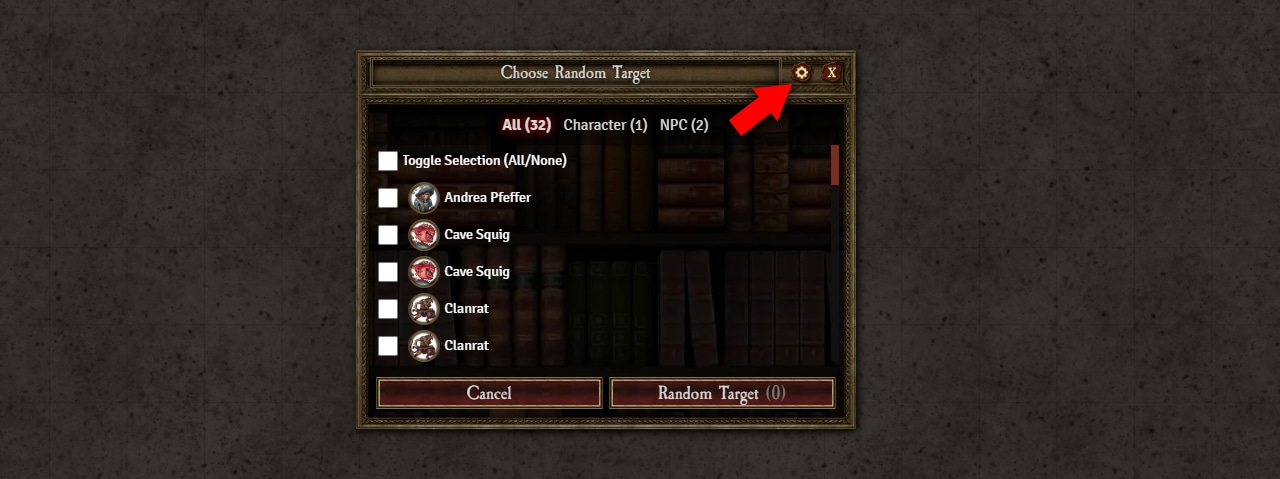 Choose Random Target
X
All (32) Character (1) NPC (2)
Toggle Selection (All/None)
Andrea Pfeffer
Cave Squig
Cave Squig
Clanrat
Clanrat
Cancel
Random Target (0)